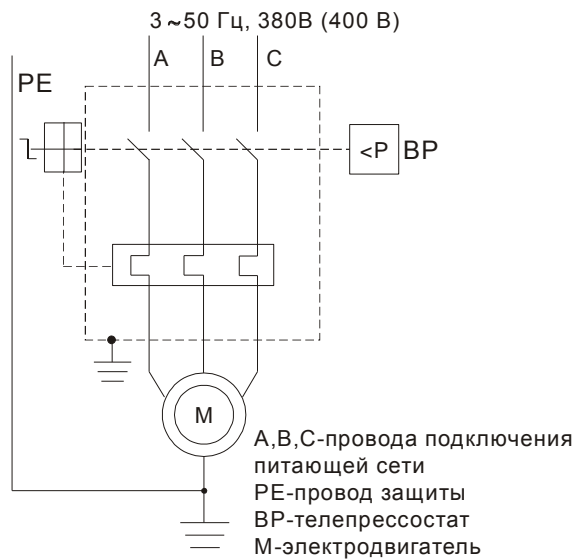 3 ~50 Гц, 380В (400 В)
A B C
PE
<P BP
M
A,B,C-провода подключения
питающей сети
PE-провод защиты
BP-телепрессостат
M-электродвигатель